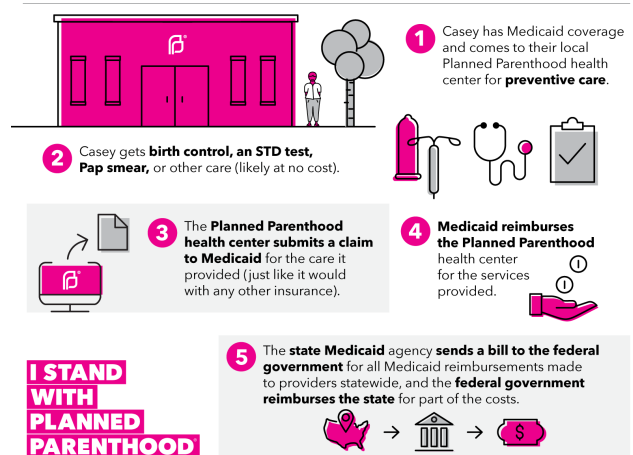 1
Casey has Medicaid coverage
and comes to their local
Planned Parenthood health
center for preventive care.
2
Casey gets birth control, an STD test,
Pap smear, or other care (likely at no cost).
3
The Planned Parenthood
health center submits a claim
to Medicaid for the care it
provided (just like it would
with any other insurance).
4
Medicaid reimburses
the Planned Parenthood
health center
for the services
provided.
5
The state Medicaid agency sends a bill to the federal
government for all Medicaid reimbursements made
to providers statewide, and the federal government
reimburses the state for part of the costs.
$
I STAND
WITH
PLANNED
PARENTHOOD®